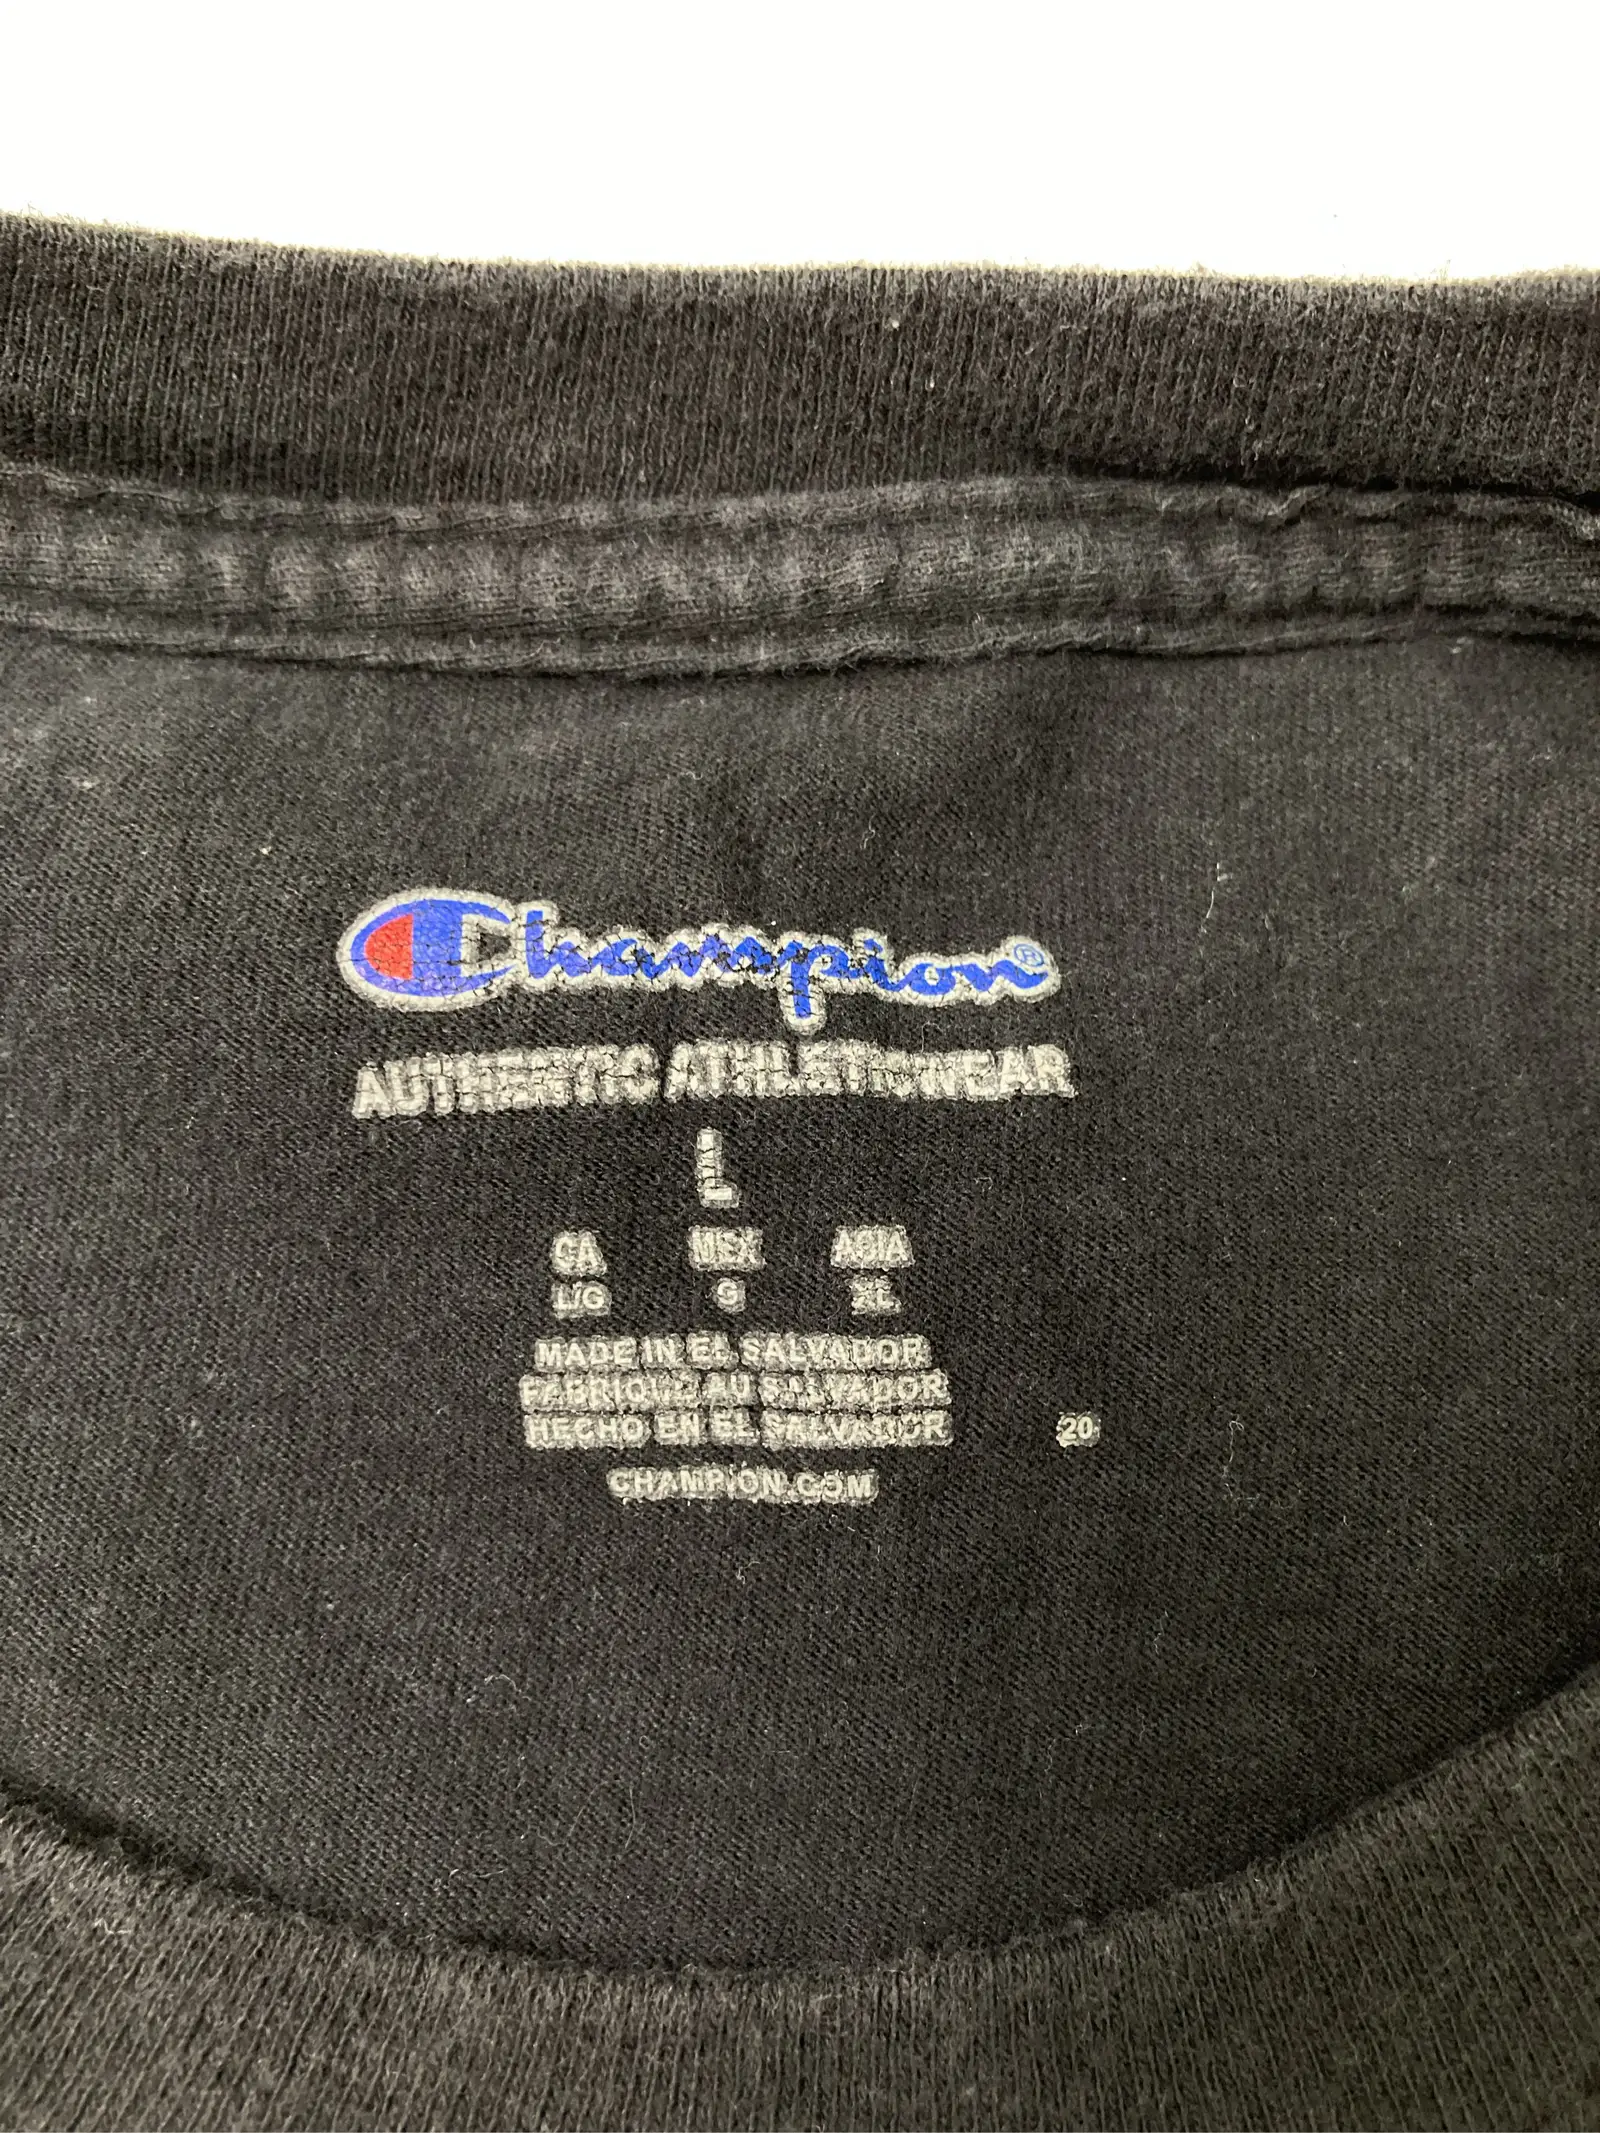 Champion®
AUTHENTIC ATHLETICWEAR
L
CA MEX ASIA
L/G G XL
MADE IN EL SALVADOR
FABRIQUE AU SALVADOR
HECHO EN EL SALVADOR 20
CHAMPION.COM